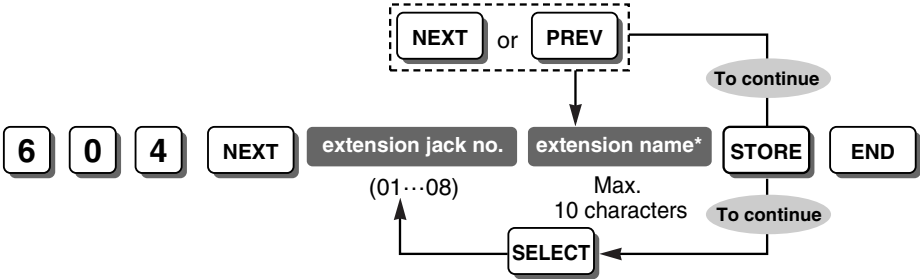 NEXT or PREV
To continue
6 0 4 NEXT extension jack no. extension name* STORE END
(01···08) Max.
10 characters
To continue
SELECT